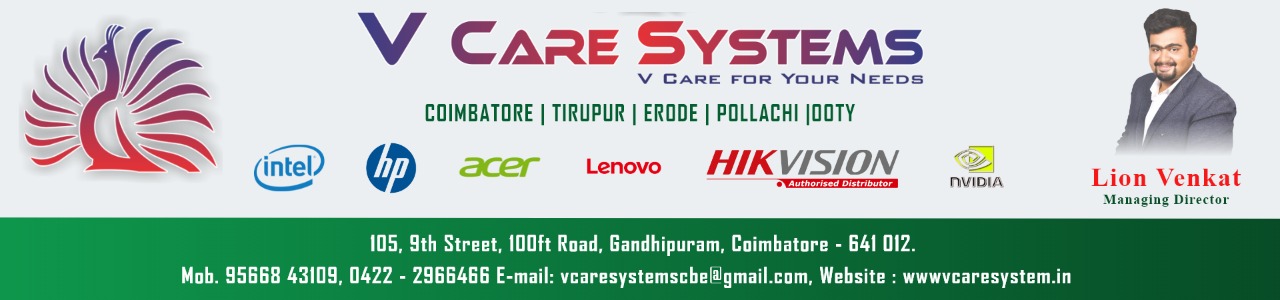 V CARE SYSTEMS
V CARE FOR YOUR NEEDS
COIMBATORE | TIRUPUR | ERODE | POLLACHI |OOTY
intel hp acer Lenovo HIKVISION NVIDIA
Authorised Distributor
Lion Venkat
Managing Director
105, 9th Street, 100ft Road, Gandhipuram, Coimbatore - 641 012.
Mob. 95668 43109, 0422 - 2966466 E-mail: vcaresystemscbe@gmail.com, Website : wwwvcaresystem.in